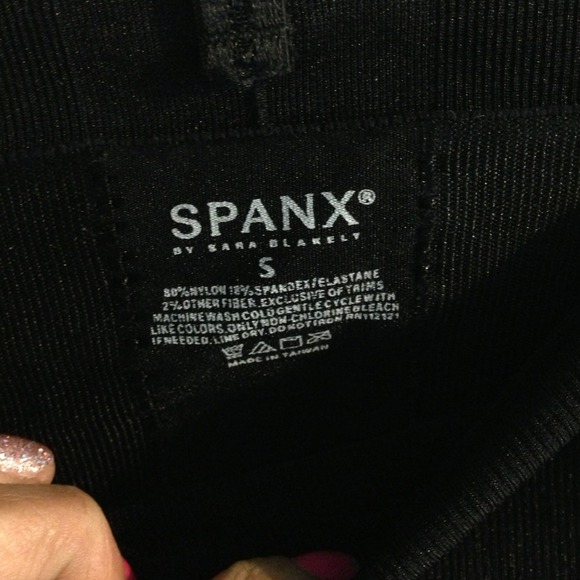 SPANX®
BY SARA BLAKELY
S
80% NYLON 18% SPANDEX/ELASTANE
2% OTHER FIBER. EXCLUSIVE OF TRIMS
MACHINE WASH COLD GENTLE CYCLE WITH
LIKE COLORS. ONLY NON-CHLORINE BLEACH
IF NEEDED. LINE DRY. DO NOT IRON RN112121
MADE IN TAIWAN